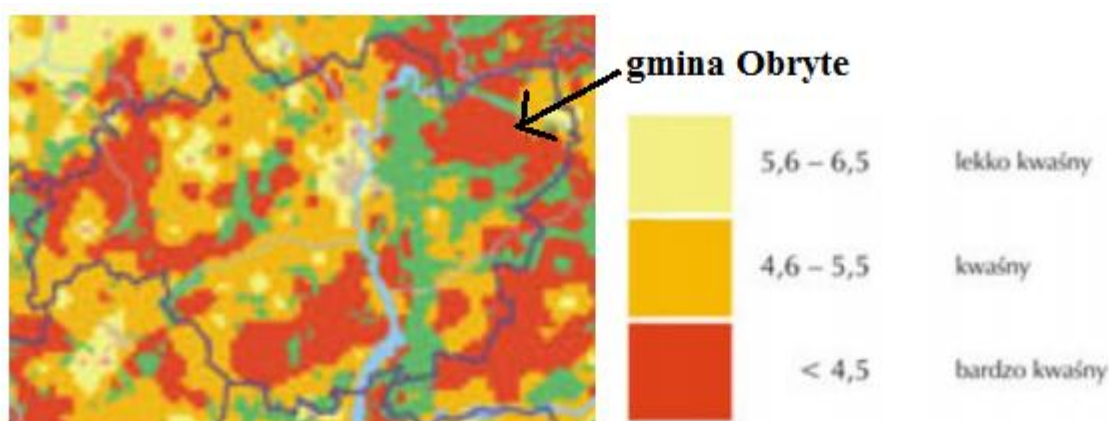 gmina Obryte
5,6 – 6,5 lekko kwaśny
4,6 – 5,5 kwaśny
< 4,5 bardzo kwaśny